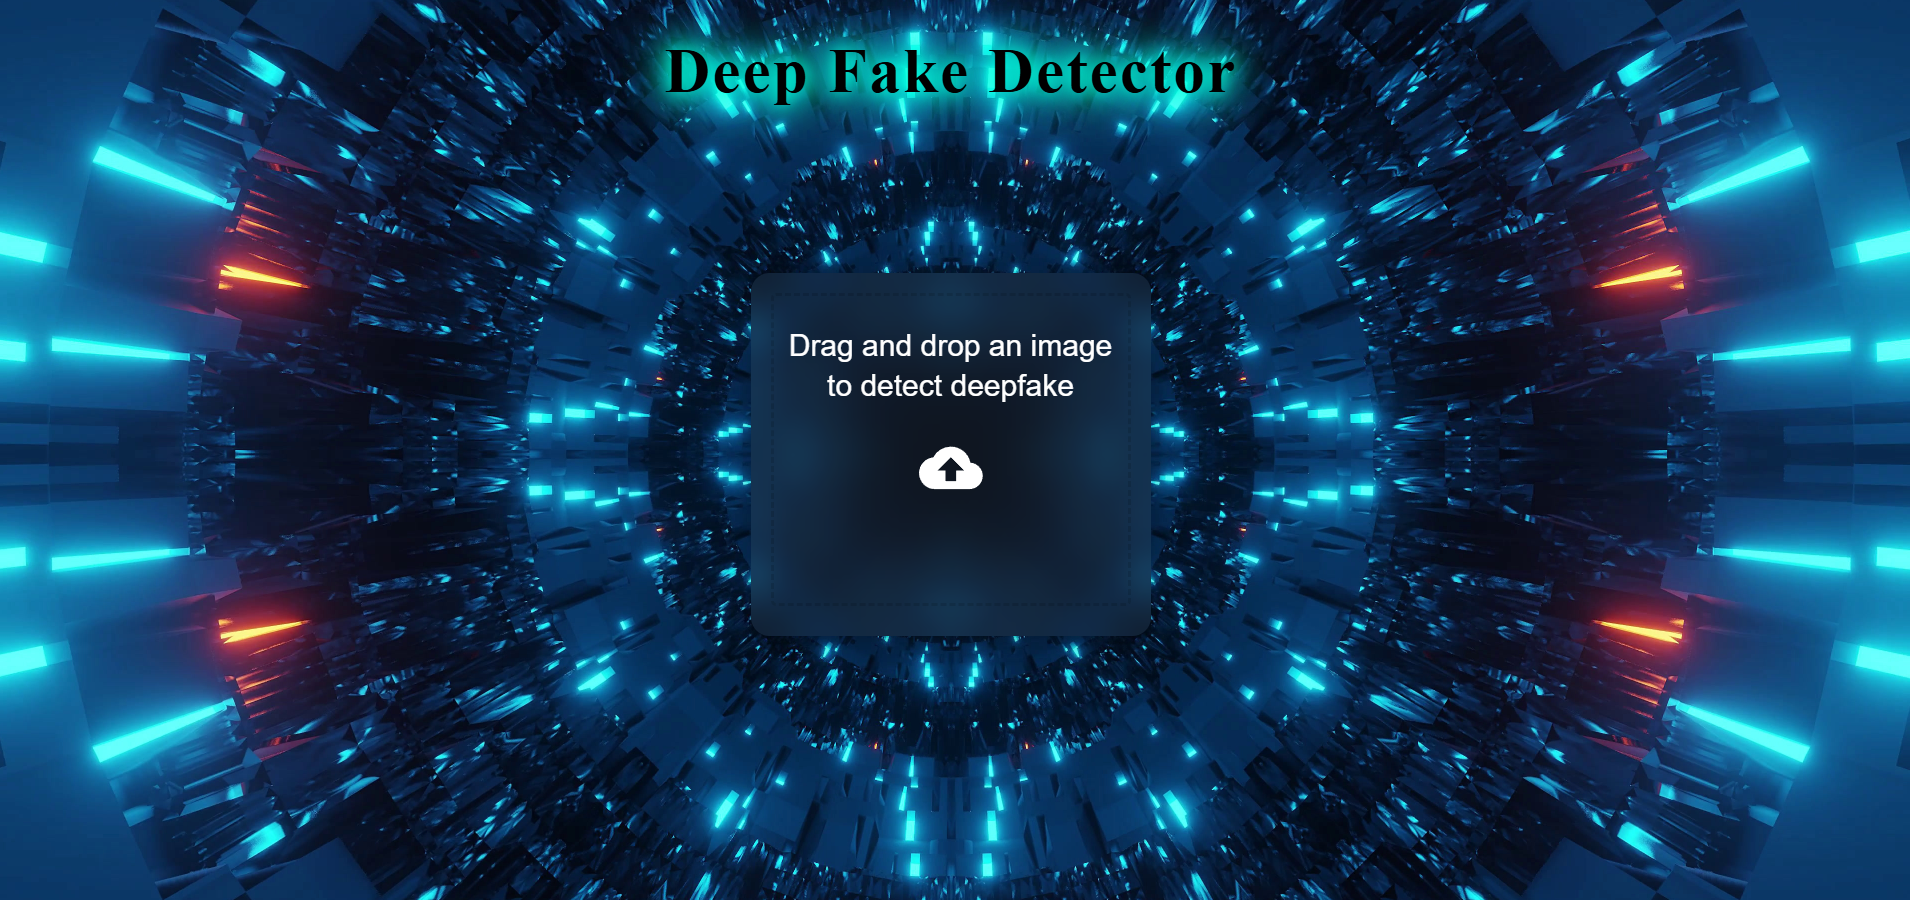 Deep Fake Detector
Drag and drop an image
to detect deepfake